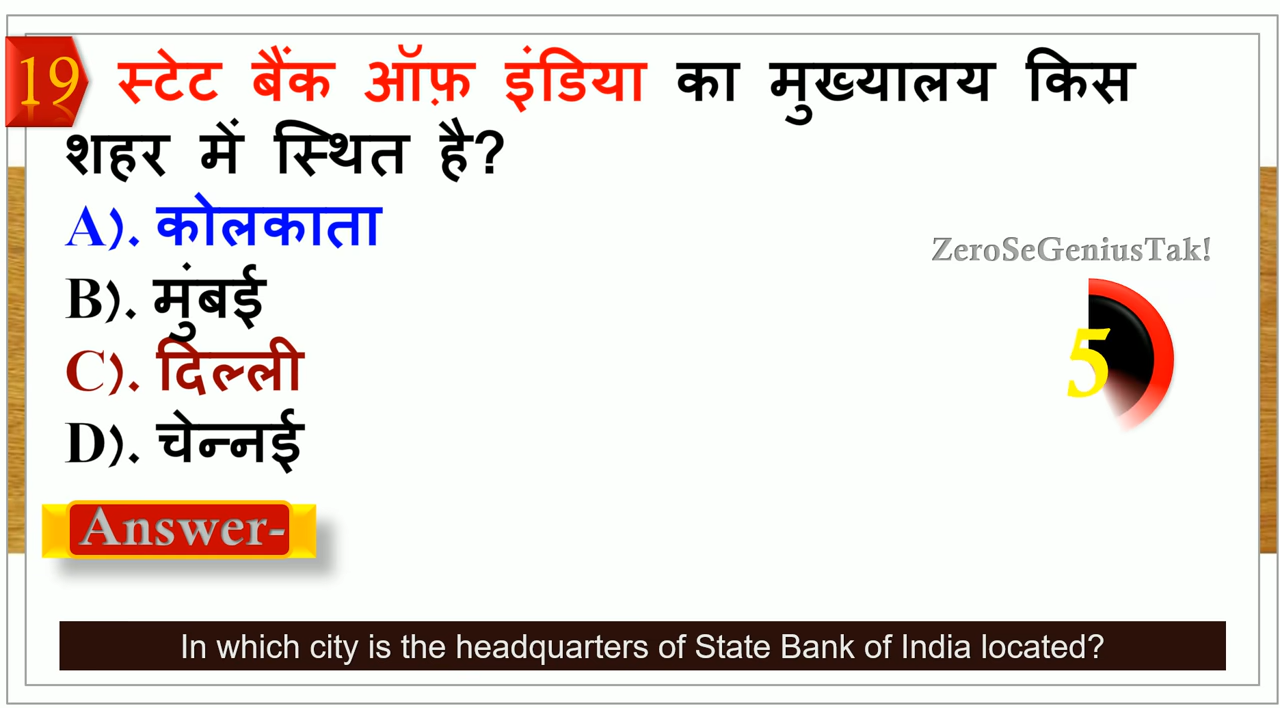 19 स्टेट बैंक ऑफ़ इंडिया का मुख्यालय किस
शहर में स्थित है?
A). कोलकाता
B). मुंबई
C). दिल्ली
D). चेन्नई
ZeroSeGeniusTak!
5
Answer-
In which city is the headquarters of State Bank of India located?